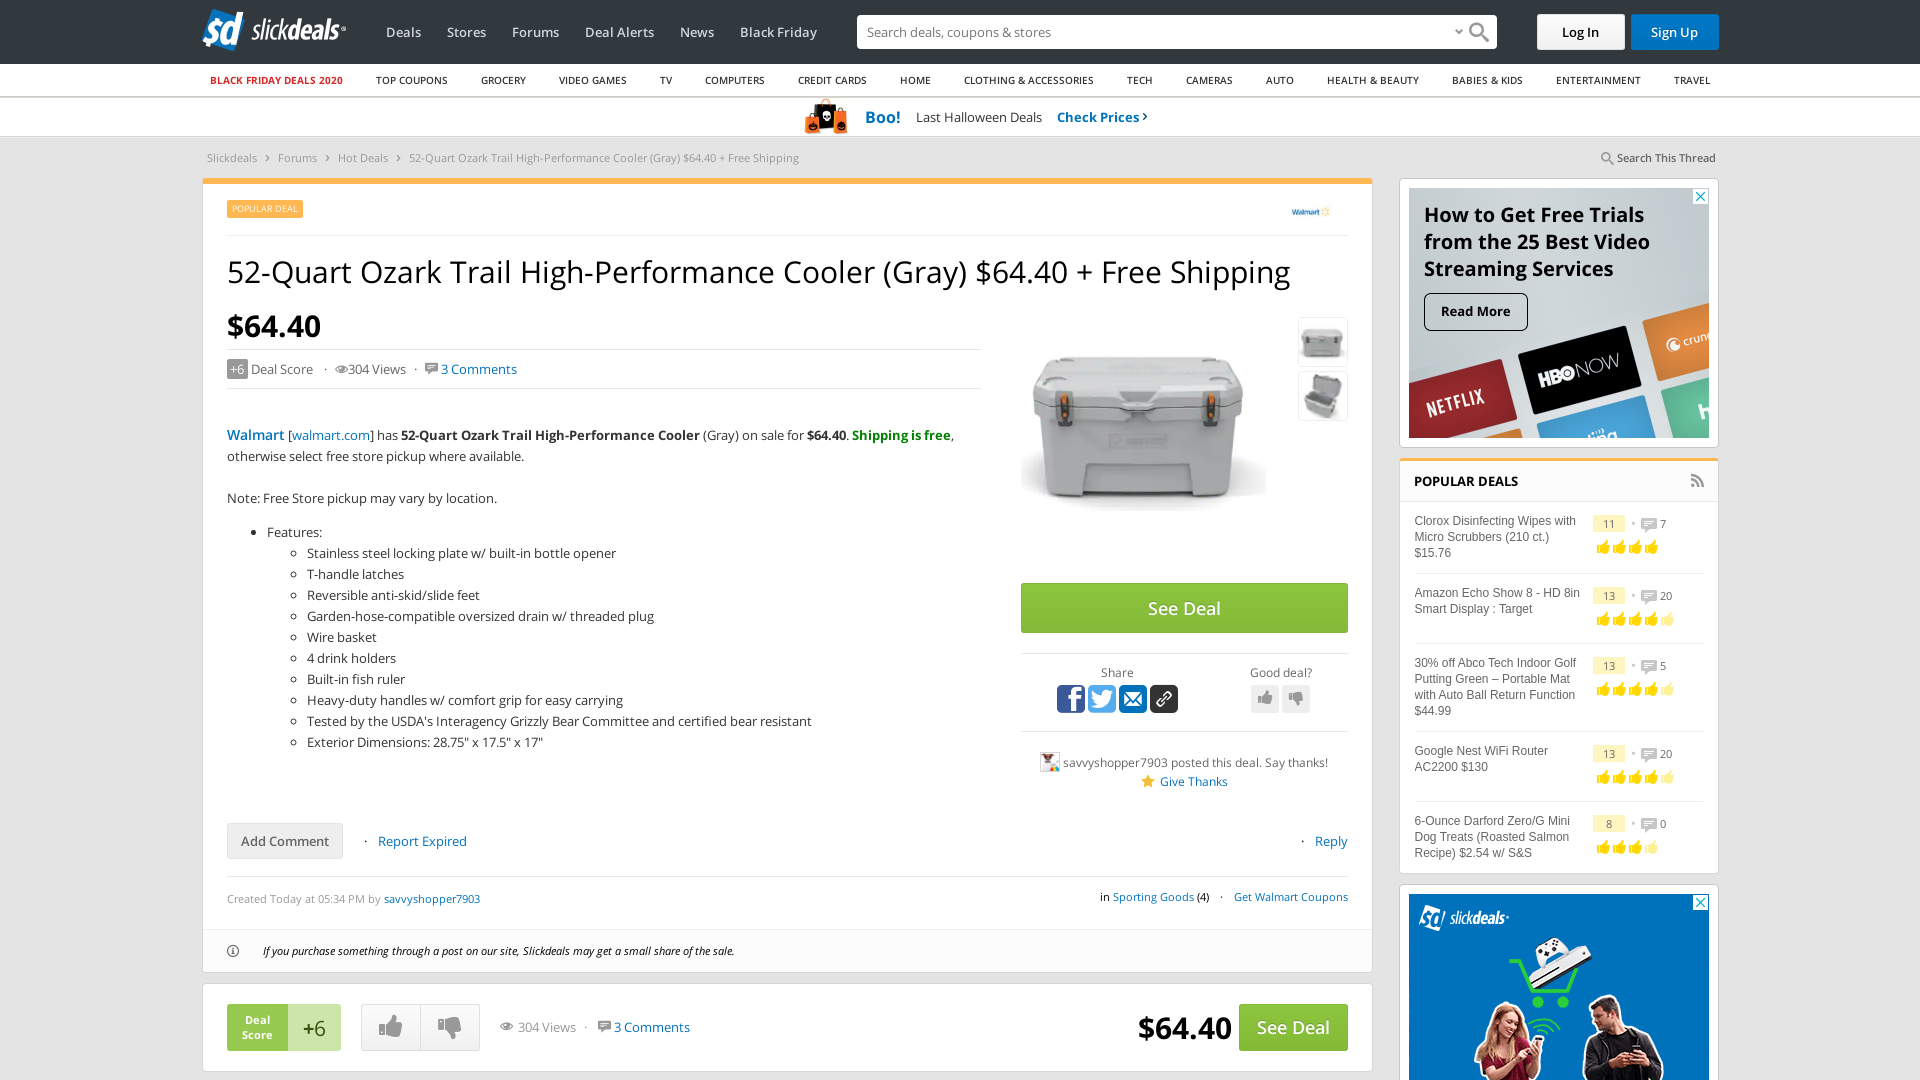 slickdeals
Deals
Stores
Forums
Deal Alerts
News
Black Friday
Search deals, coupons & stores
Log In
Sign Up
BLACK FRIDAY DEALS 2020
TOP COUPONS
GROCERY
VIDEO GAMES
TV
COMPUTERS
CREDIT CARDS
HOME
CLOTHING & ACCESSORIES
TECH
CAMERAS
AUTO
HEALTH & BEAUTY
BABIES & KIDS
ENTERTAINMENT
TRAVEL
Boo! Last Halloween Deals Check Prices ›
Slickdeals › Forums › Hot Deals › 52-Quart Ozark Trail High-Performance Cooler (Gray) $64.40 + Free Shipping
Search This Thread
POPULAR DEAL
Walmart
52-Quart Ozark Trail High-Performance Cooler (Gray) $64.40 + Free Shipping
$64.40
+6 Deal Score · 304 Views · 3 Comments
Walmart [walmart.com] has 52-Quart Ozark Trail High-Performance Cooler (Gray) on sale for $64.40. Shipping is free,
otherwise select free store pickup where available.
Note: Free Store pickup may vary by location.
• Features:
Stainless steel locking plate w/ built-in bottle opener
T-handle latches
Reversible anti-skid/slide feet
Garden-hose-compatible oversized drain w/ threaded plug
Wire basket
4 drink holders
Built-in fish ruler
Heavy-duty handles w/ comfort grip for easy carrying
Tested by the USDA's Interagency Grizzly Bear Committee and certified bear resistant
Exterior Dimensions: 28.75" x 17.5" x 17"
See Deal
Share
Good deal?
savvyshopper7903 posted this deal. Say thanks!
Give Thanks
Add Comment · Report Expired
· Reply
Created Today at 05:34 PM by savvyshopper7903
in Sporting Goods (4) · Get Walmart Coupons
If you purchase something through a post on our site, Slickdeals may get a small share of the sale.
Deal
Score
+6
304 Views · 3 Comments
$64.40
See Deal
How to Get Free Trials
from the 25 Best Video
Streaming Services
Read More
NETFLIX
HBO NOW
crunc
POPULAR DEALS
Clorox Disinfecting Wipes with
Micro Scrubbers (210 ct.)
$15.76
11 • 7
Amazon Echo Show 8 - HD 8in
Smart Display : Target
13 • 20
30% off Abco Tech Indoor Golf
Putting Green – Portable Mat
with Auto Ball Return Function
$44.99
13 • 5
Google Nest WiFi Router
AC2200 $130
13 • 20
6-Ounce Darford Zero/G Mini
Dog Treats (Roasted Salmon
Recipe) $2.54 w/ S&S
8 • 0
slickdeals